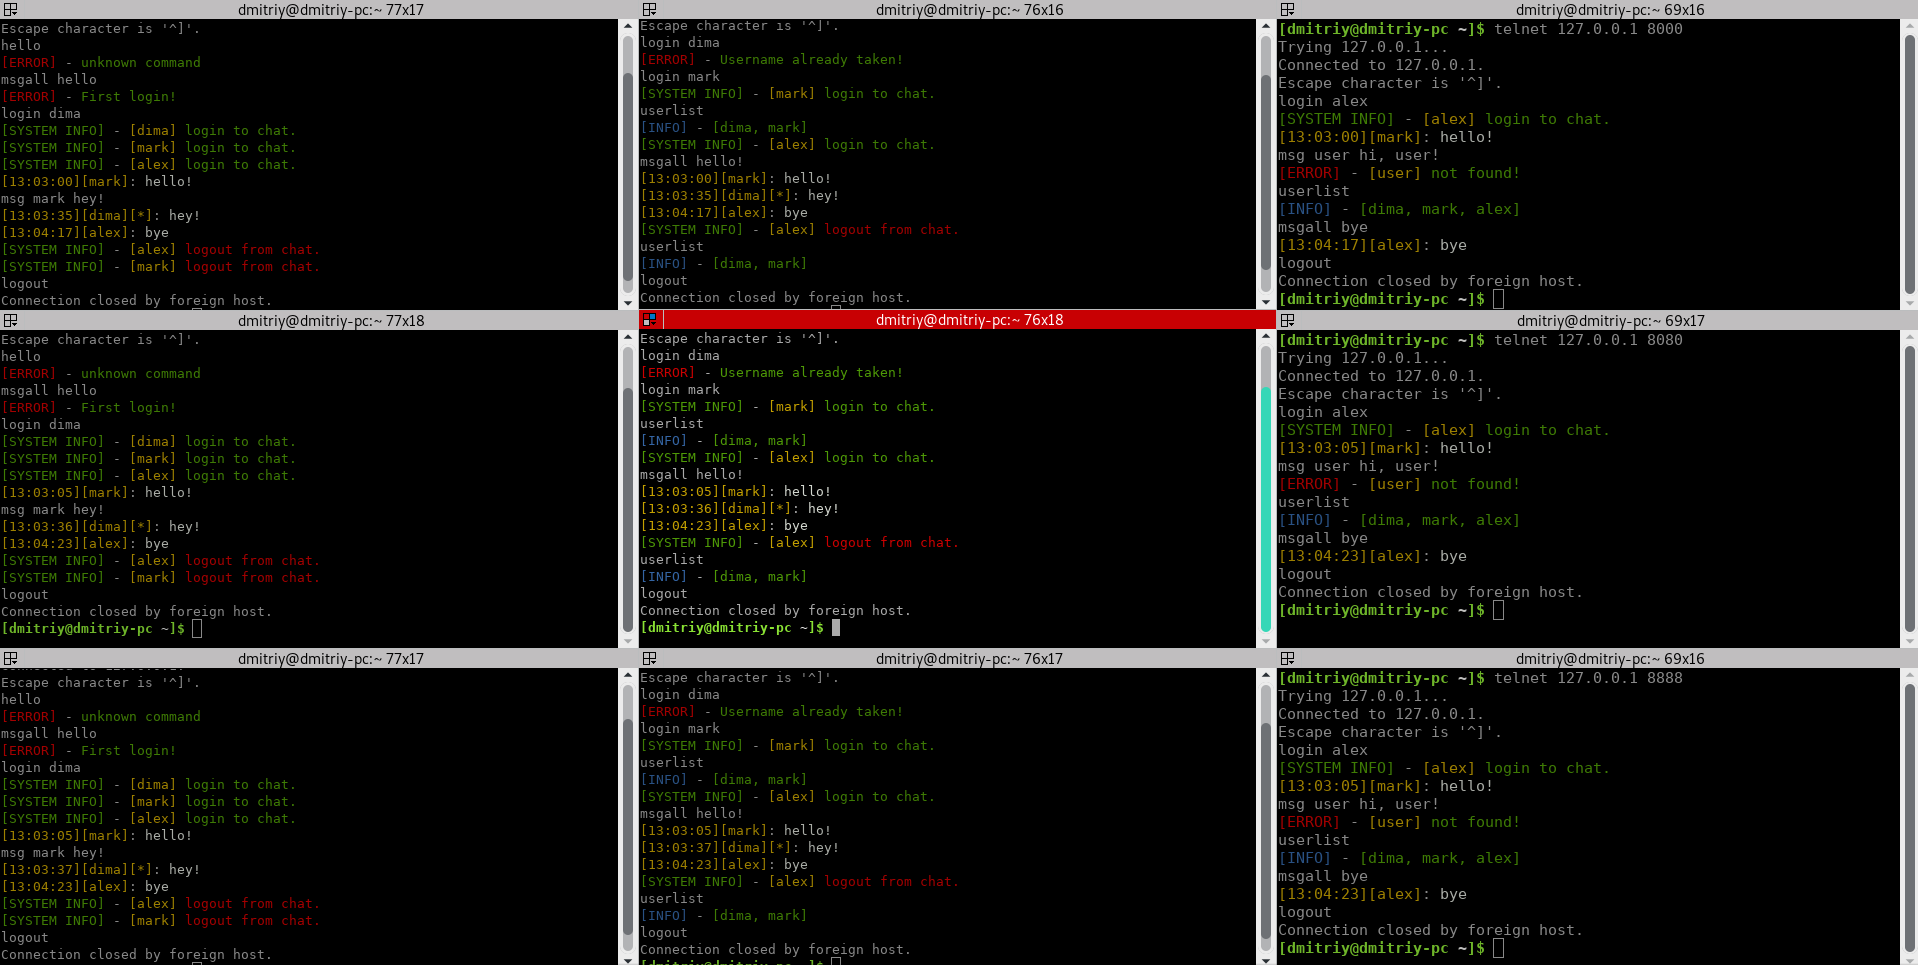 dmitriy@dmitriy-pc:~ 77x17
Escape character is '^]'.
hello
[ERROR] - unknown command
msgall hello
[ERROR] - First login!
login dima
[SYSTEM INFO] - [dima] login to chat.
[SYSTEM INFO] - [mark] login to chat.
[SYSTEM INFO] - [alex] login to chat.
[13:03:00][mark]: hello!
msg mark hey!
[13:03:35][dima][*]: hey!
[13:04:17][alex]: bye
[SYSTEM INFO] - [alex] logout from chat.
[SYSTEM INFO] - [mark] logout from chat.
logout
Connection closed by foreign host.
dmitriy@dmitriy-pc:~ 76x16
Escape character is '^]'.
login dima
[ERROR] - Username already taken!
login mark
[SYSTEM INFO] - [mark] login to chat.
userlist
[INFO] - [dima, mark]
[SYSTEM INFO] - [alex] login to chat.
msgall hello!
[13:03:00][mark]: hello!
[13:03:35][dima][*]: hey!
[13:04:17][alex]: bye
[SYSTEM INFO] - [alex] logout from chat.
userlist
[INFO] - [dima, mark]
logout
Connection closed by foreign host.
dmitriy@dmitriy-pc:~ 69x16
[dmitriy@dmitriy-pc ~]$ telnet 127.0.0.1 8000
Trying 127.0.0.1...
Connected to 127.0.0.1.
Escape character is '^]'.
login alex
[SYSTEM INFO] - [alex] login to chat.
[13:03:00][mark]: hello!
msg user hi, user!
[ERROR] - [user] not found!
userlist
[INFO] - [dima, mark, alex]
msgall bye
[13:04:17][alex]: bye
logout
Connection closed by foreign host.
[dmitriy@dmitriy-pc ~]$
dmitriy@dmitriy-pc:~ 77x18
Escape character is '^]'.
hello
[ERROR] - unknown command
msgall hello
[ERROR] - First login!
login dima
[SYSTEM INFO] - [dima] login to chat.
[SYSTEM INFO] - [mark] login to chat.
[SYSTEM INFO] - [alex] login to chat.
[13:03:05][mark]: hello!
msg mark hey!
[13:03:36][dima][*]: hey!
[13:04:23][alex]: bye
[SYSTEM INFO] - [alex] logout from chat.
[SYSTEM INFO] - [mark] logout from chat.
logout
Connection closed by foreign host.
[dmitriy@dmitriy-pc ~]$
dmitriy@dmitriy-pc:~ 76x18
Escape character is '^]'.
login dima
[ERROR] - Username already taken!
login mark
[SYSTEM INFO] - [mark] login to chat.
userlist
[INFO] - [dima, mark]
[SYSTEM INFO] - [alex] login to chat.
msgall hello!
[13:03:05][mark]: hello!
[13:03:36][dima][*]: hey!
[13:04:23][alex]: bye
[SYSTEM INFO] - [alex] logout from chat.
userlist
[INFO] - [dima, mark]
logout
Connection closed by foreign host.
[dmitriy@dmitriy-pc ~]$
dmitriy@dmitriy-pc:~ 69x17
[dmitriy@dmitriy-pc ~]$ telnet 127.0.0.1 8080
Trying 127.0.0.1...
Connected to 127.0.0.1.
Escape character is '^]'.
login alex
[SYSTEM INFO] - [alex] login to chat.
[13:03:05][mark]: hello!
msg user hi, user!
[ERROR] - [user] not found!
userlist
[INFO] - [dima, mark, alex]
msgall bye
[13:04:23][alex]: bye
logout
Connection closed by foreign host.
[dmitriy@dmitriy-pc ~]$
dmitriy@dmitriy-pc:~ 77x17
Escape character is '^]'.
hello
[ERROR] - unknown command
msgall hello
[ERROR] - First login!
login dima
[SYSTEM INFO] - [dima] login to chat.
[SYSTEM INFO] - [mark] login to chat.
[SYSTEM INFO] - [alex] login to chat.
[13:03:05][mark]: hello!
msg mark hey!
[13:03:37][dima][*]: hey!
[13:04:23][alex]: bye
[SYSTEM INFO] - [alex] logout from chat.
[SYSTEM INFO] - [mark] logout from chat.
logout
Connection closed by foreign host.
dmitriy@dmitriy-pc:~ 76x17
Escape character is '^]'.
login dima
[ERROR] - Username already taken!
login mark
[SYSTEM INFO] - [mark] login to chat.
userlist
[INFO] - [dima, mark]
[SYSTEM INFO] - [alex] login to chat.
msgall hello!
[13:03:05][mark]: hello!
[13:03:37][dima][*]: hey!
[13:04:23][alex]: bye
[SYSTEM INFO] - [alex] logout from chat.
userlist
[INFO] - [dima, mark]
logout
Connection closed by foreign host.
dmitriy@dmitriy-pc:~ 69x16
[dmitriy@dmitriy-pc ~]$ telnet 127.0.0.1 8888
Trying 127.0.0.1...
Connected to 127.0.0.1.
Escape character is '^]'.
login alex
[SYSTEM INFO] - [alex] login to chat.
[13:03:05][mark]: hello!
msg user hi, user!
[ERROR] - [user] not found!
userlist
[INFO] - [dima, mark, alex]
msgall bye
[13:04:23][alex]: bye
logout
Connection closed by foreign host.
[dmitriy@dmitriy-pc ~]$